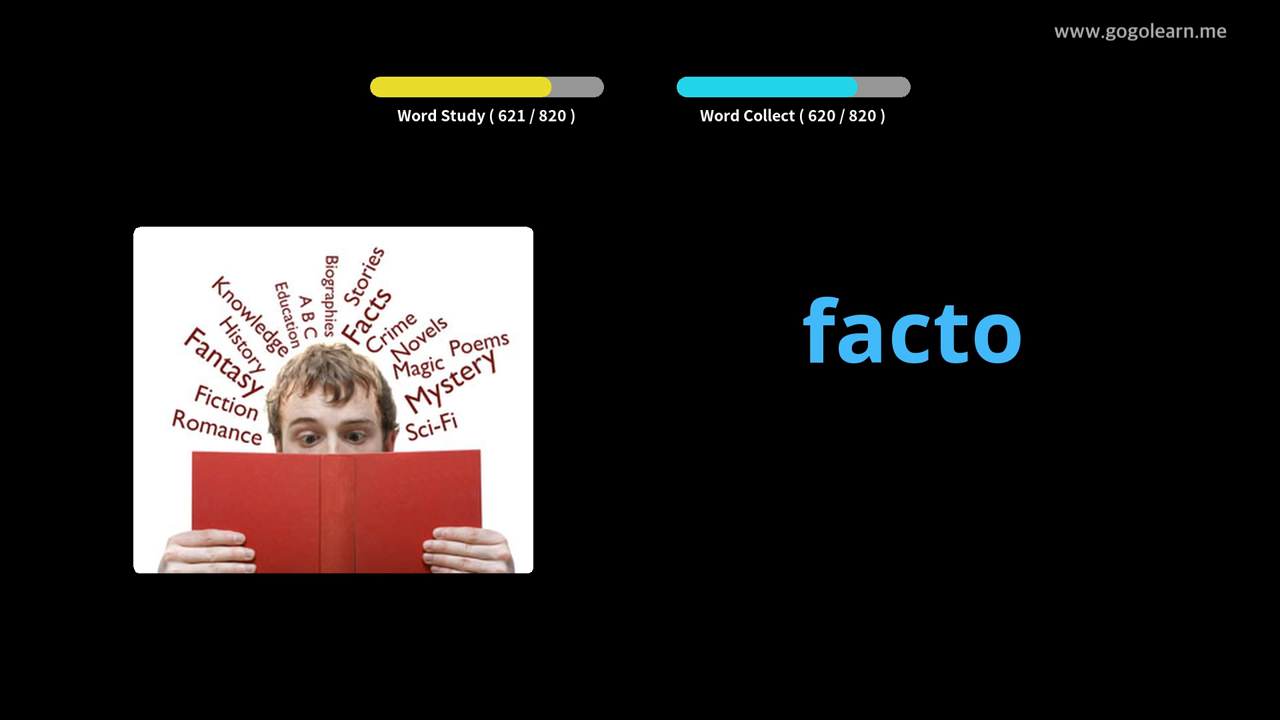 www.gogolearn.me
Word Study ( 621 / 820 )
Word Collect ( 620 / 820 )
facto
Biographies
Stories
Education
A B C
Facts
Knowledge
Crime
History
Novels
Poems
Fantasy
Magic
Mystery
Fiction
Romance
Sci-Fi